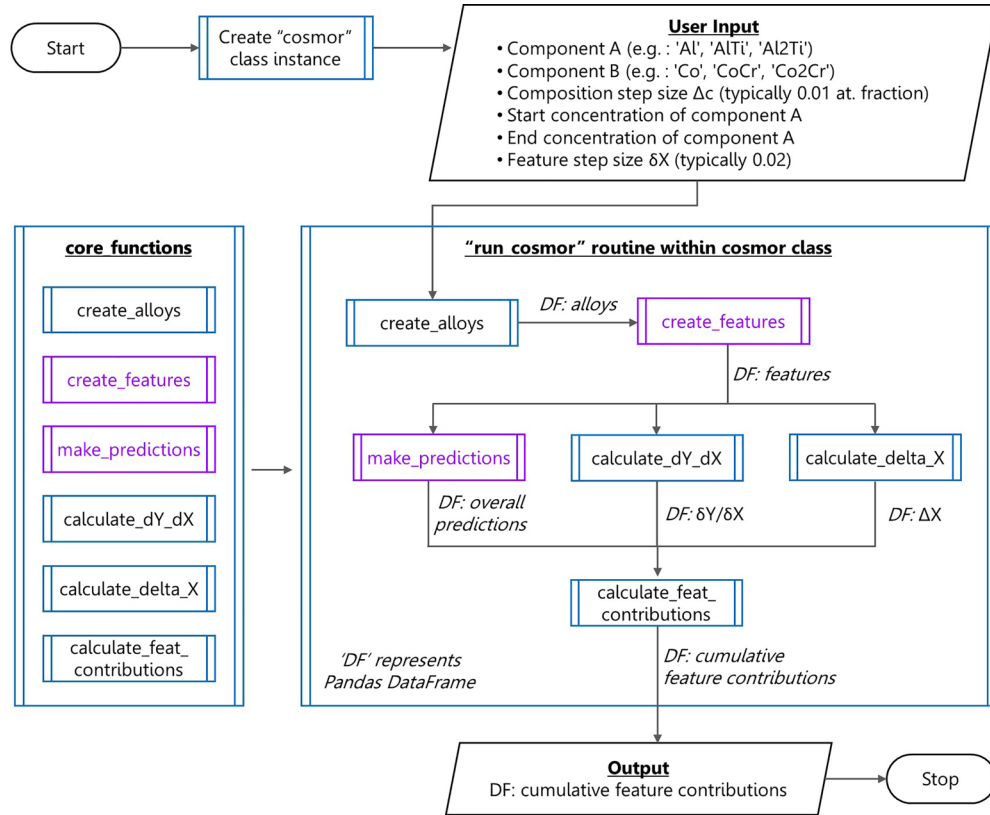 Start
Create “cosmor”
class instance
User Input
• Component A (e.g. : 'Al', 'AlTi', 'Al2Ti')
• Component B (e.g. : 'Co', 'CoCr', 'Co2Cr')
• Composition step size Δc (typically 0.01 at. fraction)
• Start concentration of component A
• End concentration of component A
• Feature step size δX (typically 0.02)
core_functions
create_alloys
create_features
make_predictions
calculate_dY_dX
calculate_delta_X
calculate_feat_
contributions
“run_cosmor” routine within cosmor class
create_alloys
DF: alloys
create_features
DF: features
make_predictions
calculate_dY_dX
calculate_delta_X
DF: overall
predictions
DF: δY/δX
DF: ΔX
calculate_feat_
contributions
‘DF’ represents
Pandas DataFrame
DF: cumulative
feature contributions
Output
DF: cumulative feature contributions
Stop